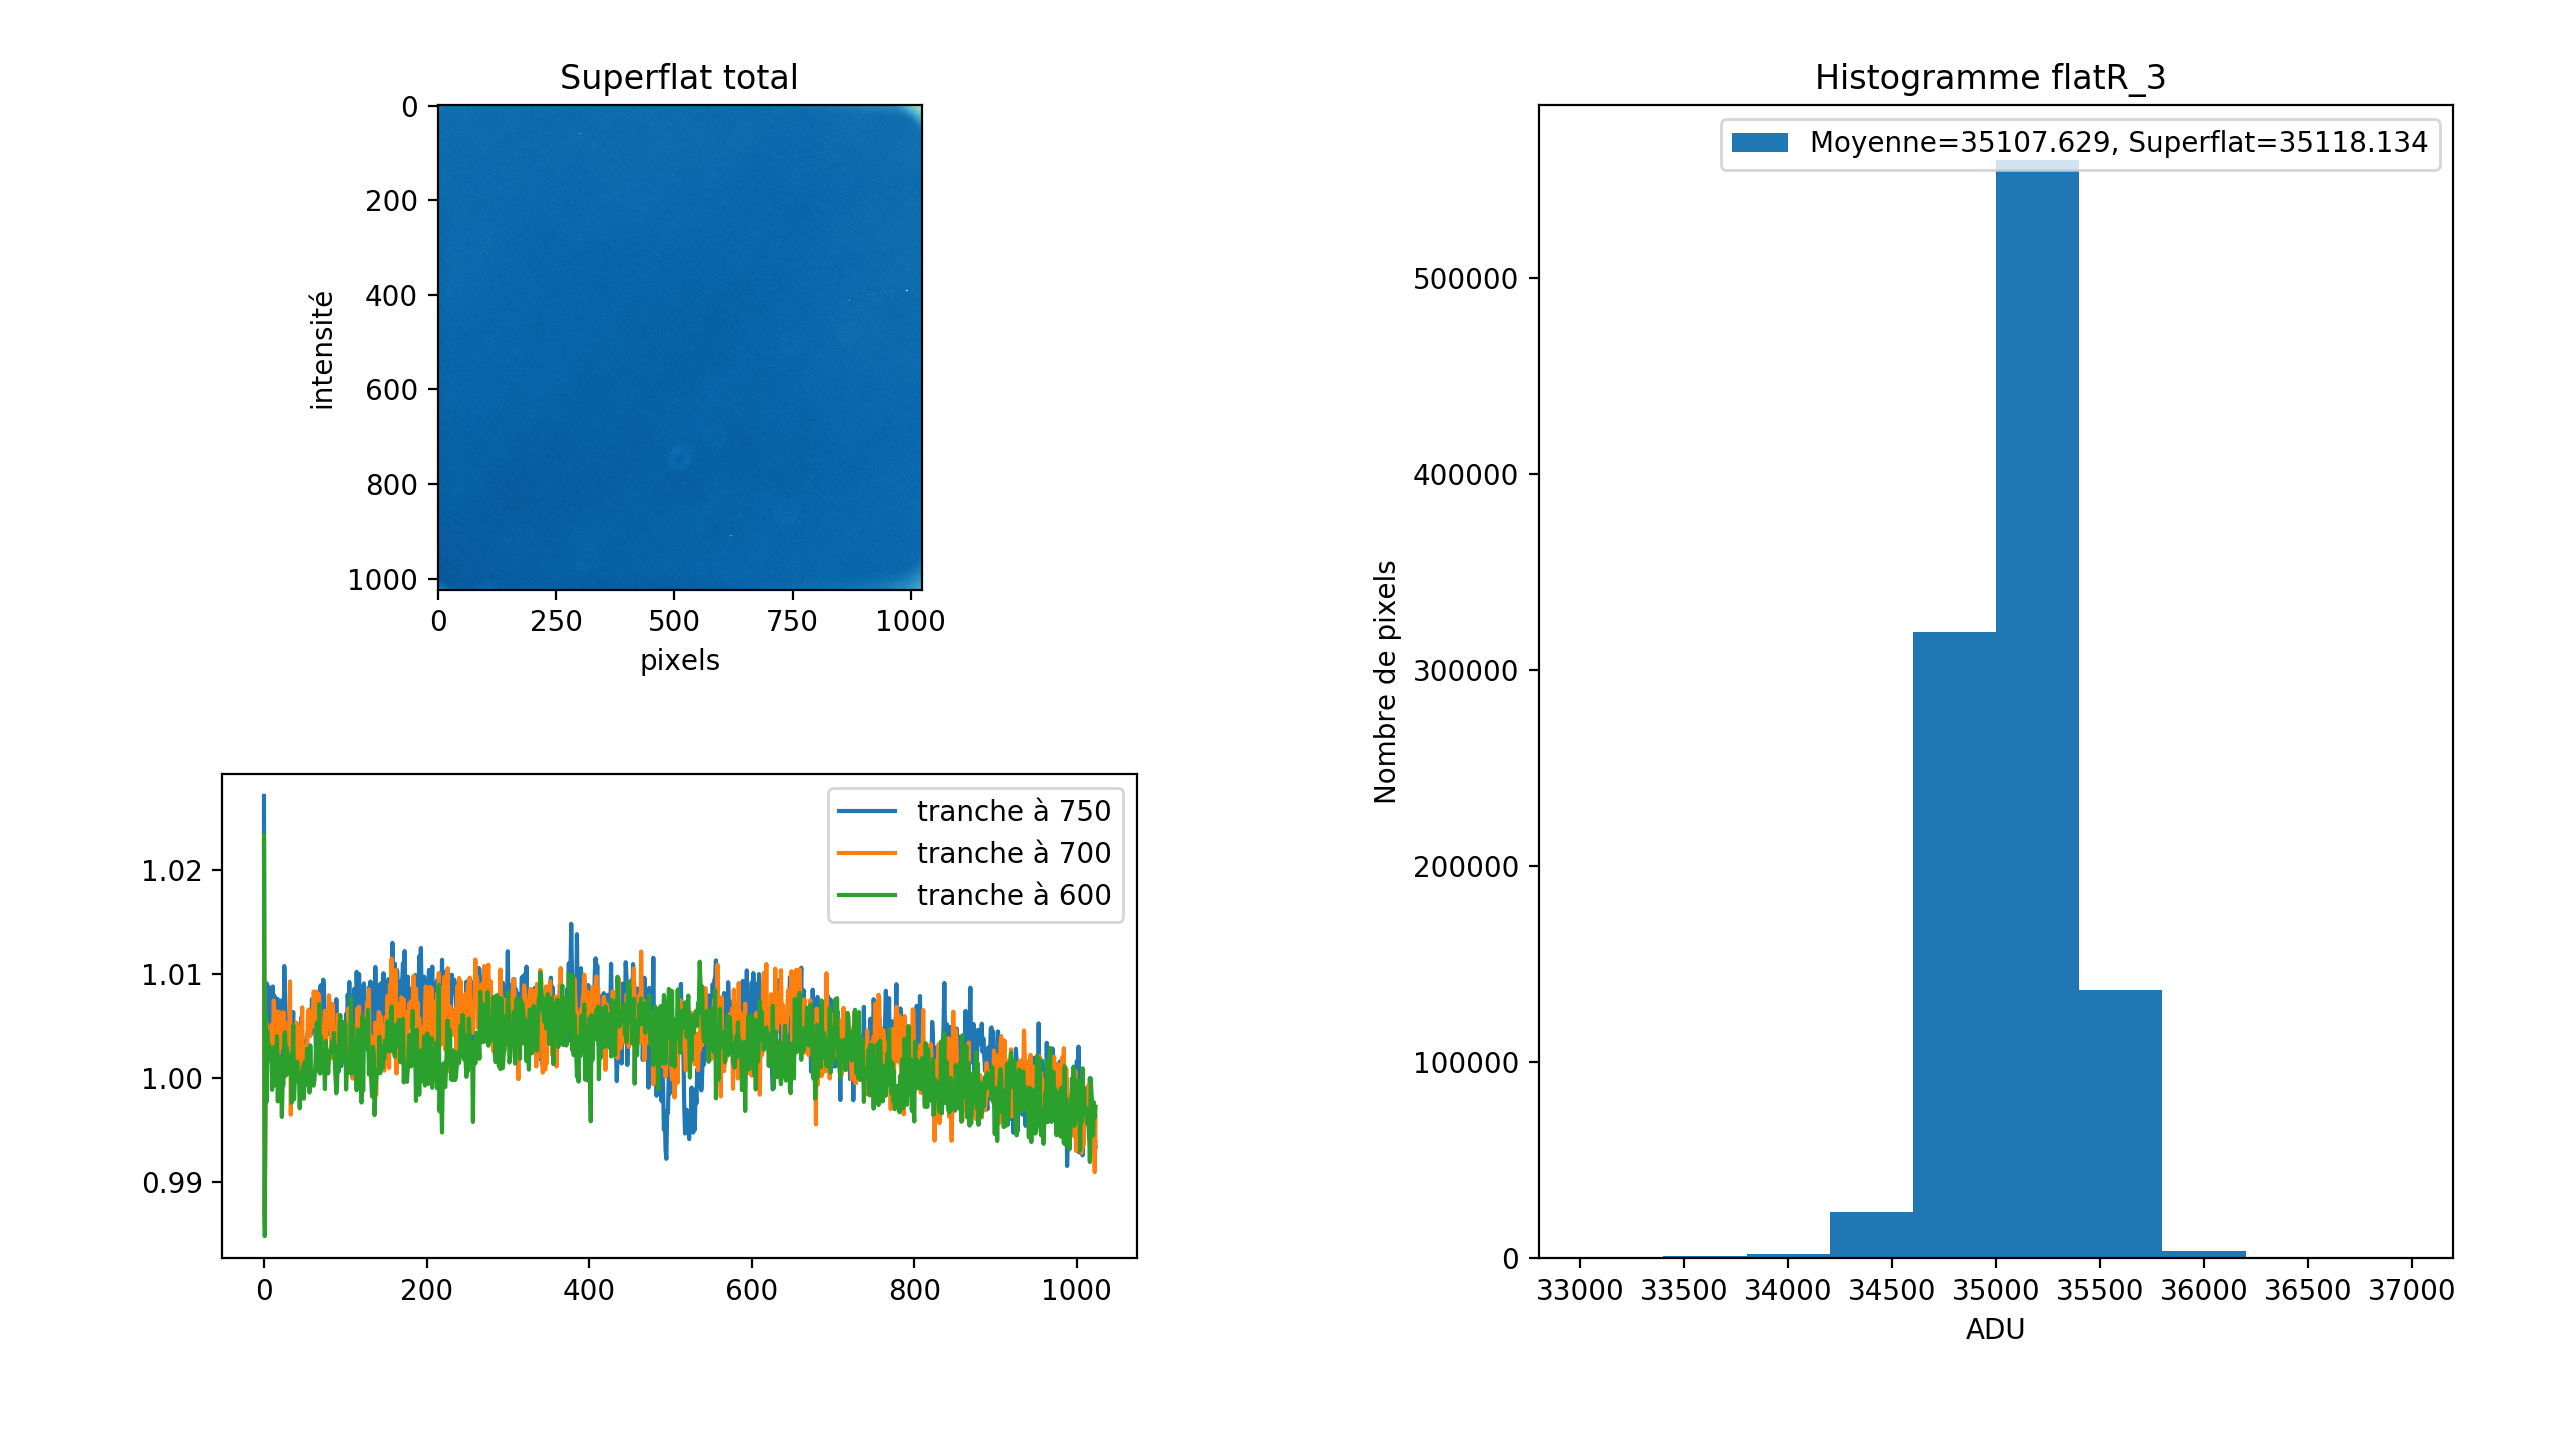 Superflat total
0
200
400
600
800
1000
intensité
0 250 500 750 1000
pixels
tranche à 750
tranche à 700
tranche à 600
1.02
1.01
1.00
0.99
0 200 400 600 800 1000
Histogramme flatR_3
Moyenne=35107.629, Superflat=35118.134
500000
400000
300000
200000
100000
0
Nombre de pixels
33000 33500 34000 34500 35000 35500 36000 36500 37000
ADU